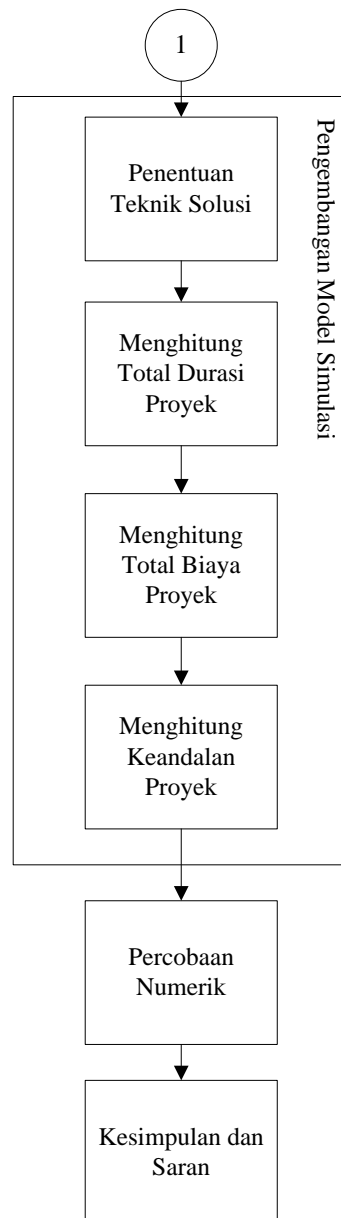 1
Pengembangan Model Simulasi
Penentuan
Teknik Solusi
Menghitung
Total Durasi
Proyek
Menghitung
Total Biaya
Proyek
Menghitung
Keandalan
Proyek
Percobaan
Numerik
Kesimpulan dan
Saran